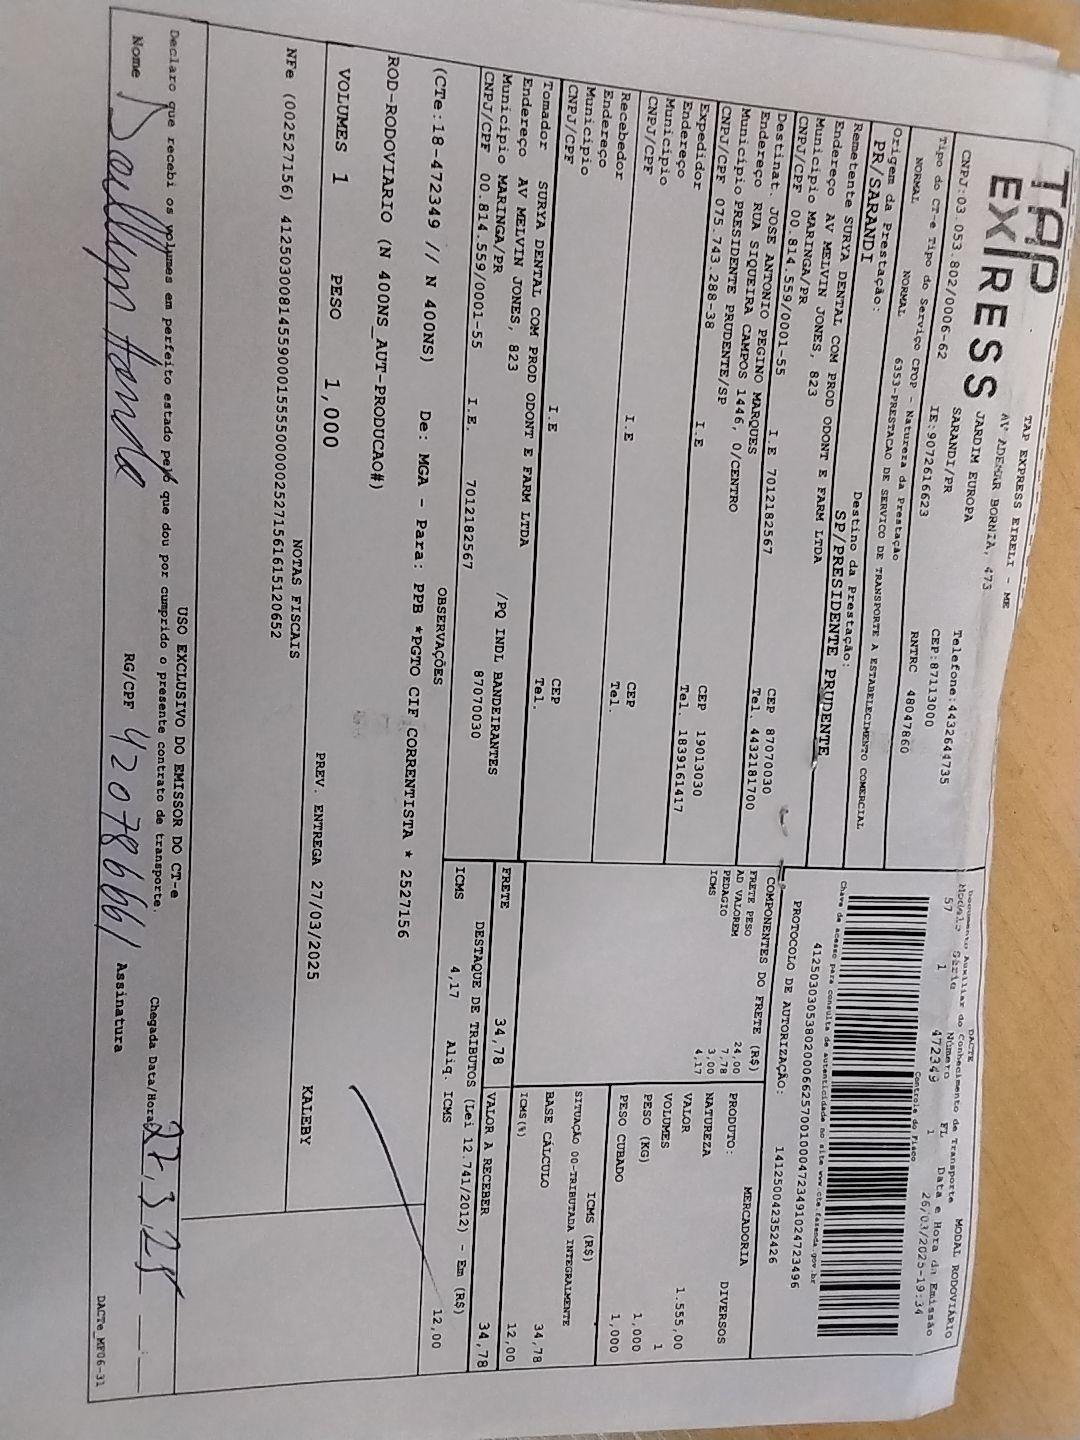 TAP
EXPRESS
TAP EXPRESS EIRELI - ME
AV ADEMAR BORNIA, 473
JARDIM EUROPA
SARANDI/PR
Telefone:4432644735
CEP:87113000
CNPJ:03.053.802/0006-62
IE:9072616623
RNTRC 48047860
Tipo do CT-e Tipo do Serviço CFOP - Natureza da Prestação
NORMAL NORMAL 6353-PRESTACAO DE SERVICO DE TRANSPORTE A ESTABELECIMENTO COMERCIAL
Origem da Prestação: Destino da Prestação:
PR/SARANDI SP/PRESIDENTE PRUDENTE
Remetente SURYA DENTAL COM PROD ODONT E FARM LTDA
Endereço AV MELVIN JONES, 823
Município MARINGA/PR CEP 87070030
CNPJ/CPF 00.814.559/0001-55 I.E 7012182567 Tel. 4432181700
Destinat. JOSE ANTONIO PEGINO MARQUES
Endereço RUA SIQUEIRA CAMPOS 1446, 0/CENTRO
Município PRESIDENTE PRUDENTE/SP CEP 19013030
CNPJ/CPF 075.743.288-38 I.E Tel. 1839161417
Expedidor
Endereço
Município CEP
CNPJ/CPF I.E Tel.
Recebedor
Endereço
Município CEP
CNPJ/CPF I.E Tel.
Tomador SURYA DENTAL COM PROD ODONT E FARM LTDA
Endereço AV MELVIN JONES, 823 /PQ INDL BANDEIRANTES
Município MARINGA/PR 87070030
CNPJ/CPF 00.814.559/0001-55 I.E. 7012182567
DACTE MODAL RODOVIÁRIO
Documento Auxiliar do Conhecimento de Transporte
Modelo Série Número FL Data e Hora da Emissão
57 1 472349 1 26/03/2025-19:34
Controle do Fisco
Chave de acesso para consulta de autenticidade no site www.cte.fazenda.gov.br
41250303053802000662570010004723491024723496
PROTOCOLO DE AUTORIZAÇÃO: 141250042352426
COMPONENTES DO FRETE (R$)
FRETE PESO 24,00
AD VALOREM 7,78
PEDAGIO 3,00
ICMS 4,17
PRODUTO: MERCADORIA
NATUREZA DIVERSOS
VALOR 1.555,00
VOLUMES 1
PESO (KG) 1,000
PESO CUBADO 1,000
ICMS (R$)
SITUAÇÃO 00-TRIBUTADA INTEGRALMENTE
BASE CÁLCULO 34,78
ICMS(%) 12,00
FRETE 34,78 VALOR A RECEBER 34,78
DESTAQUE DE TRIBUTOS (Lei 12.741/2012) - Em (R$)
ICMS 4,17 Aliq. ICMS 12,00
OBSERVAÇÕES
(CTe:18-472349 // N 400NS) De: MGA - Para: PPB *PGTO CIF CORRENTISTA * 2527156
ROD-RODOVIARIO (N 400NS_AUT-PRODUCAO#)
VOLUMES 1 PESO 1,000 PREV. ENTREGA 27/03/2025 KALEBY
NOTAS FISCAIS
NFe (002527156)
USO EXCLUSIVO DO EMISSOR DO CT-e
Declaro que recebi os volumes em perfeito estado pelo que dou por cumprido o presente contrato de transporte. Chegada Data/Hora 27.3.25
Nome RG/CPF 420786661 Assinatura
DACTe_MF06-31